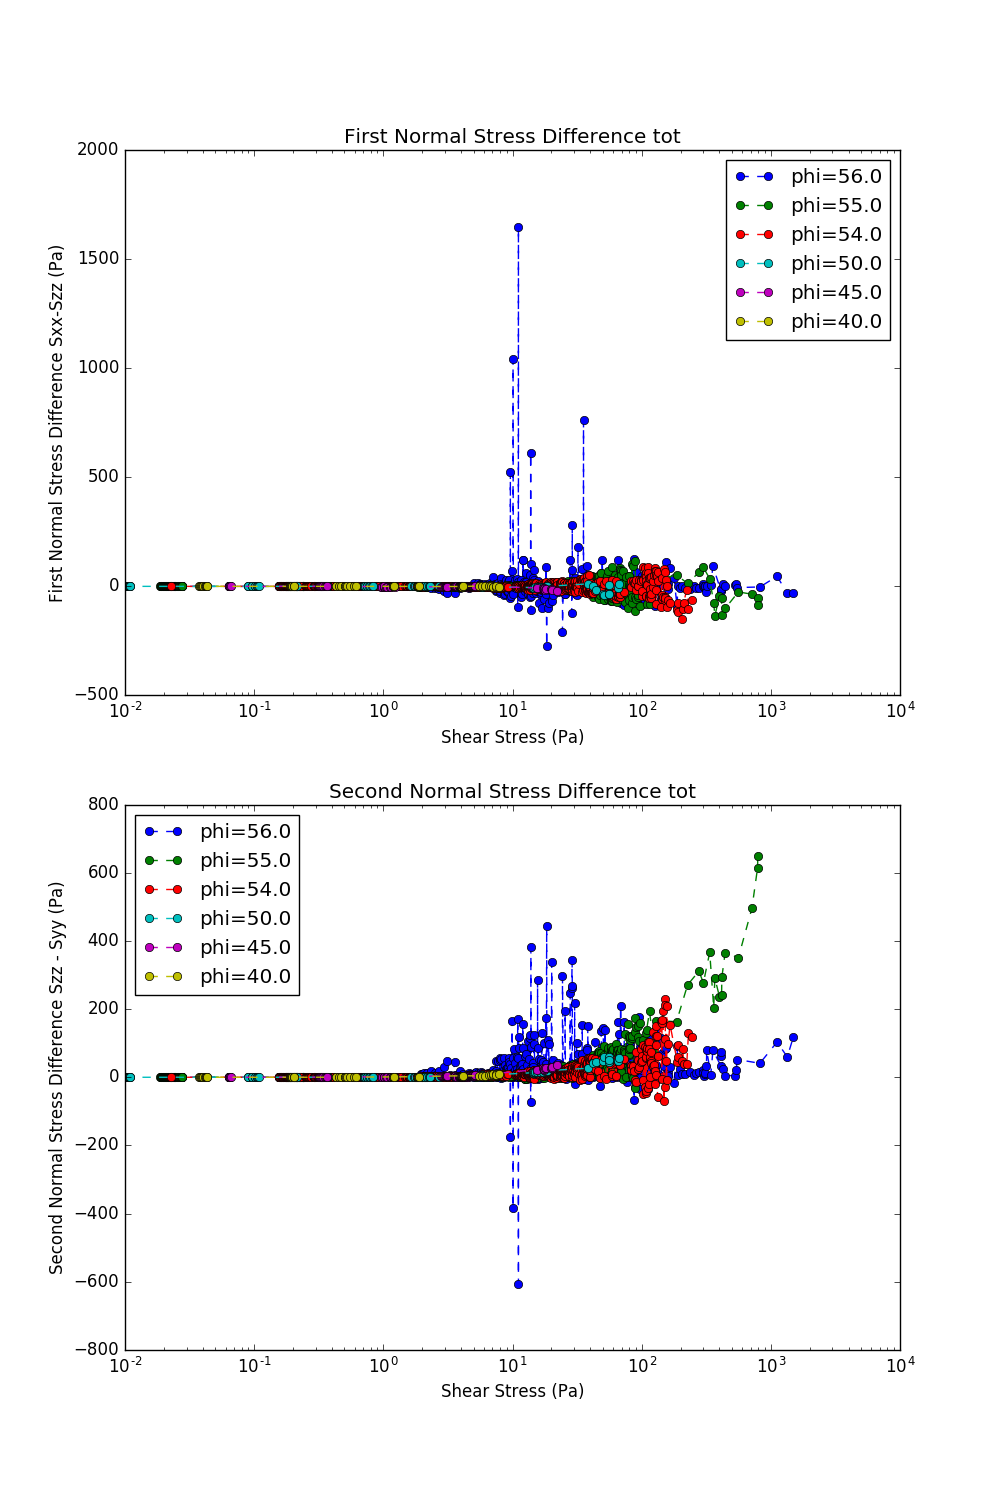 First Normal Stress Difference tot
2000
1500
1000
500
0
−500
First Normal Stress Difference Sxx-Szz (Pa)
phi=56.0
phi=55.0
phi=54.0
phi=50.0
phi=45.0
phi=40.0
10^-2 10^-1 10^0 10^1 10^2 10^3 10^4
Shear Stress (Pa)
Second Normal Stress Difference tot
800
600
400
200
0
−200
−400
−600
−800
Second Normal Stress Difference Szz - Syy (Pa)
phi=56.0
phi=55.0
phi=54.0
phi=50.0
phi=45.0
phi=40.0
10^-2 10^-1 10^0 10^1 10^2 10^3 10^4
Shear Stress (Pa)